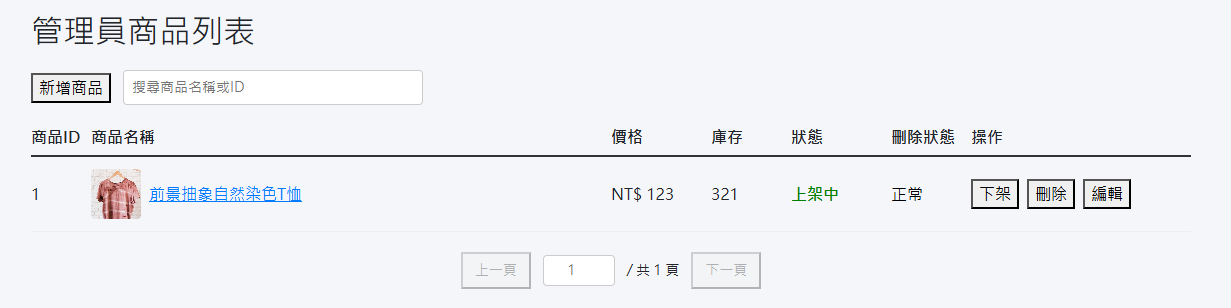 管理員商品列表
新增商品 搜尋商品名稱或ID
商品ID 商品名稱 價格 庫存 狀態 刪除狀態 操作
1 前景抽象自然染色T恤 NT$ 123 321 上架中 正常 下架 刪除 編輯
上一頁 1 / 共 1 頁 下一頁